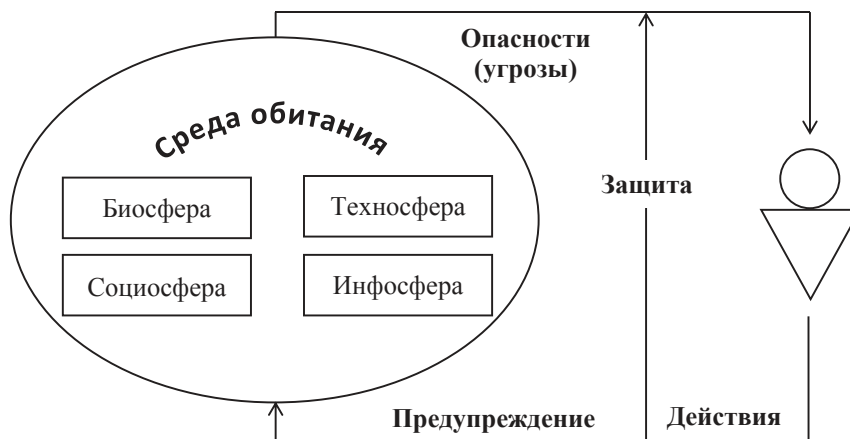 Опасности
(угрозы)
Среда обитания
Биосфера
Техносфера
Защита
Социосфера
Инфосфера
Предупреждение
Действия